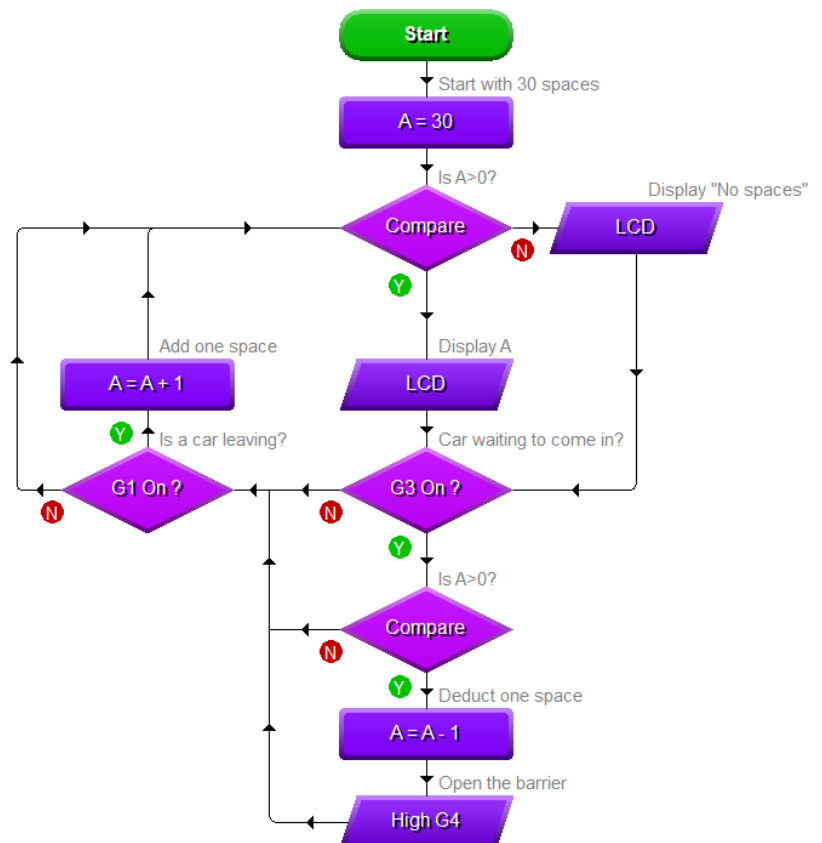 Start
Start with 30 spaces
A = 30
Is A>0?
Display "No spaces"
Compare
LCD
N
Y
Add one space
Display A
A = A + 1
LCD
Y
Is a car leaving?
Car waiting to come in?
G1 On ?
G3 On ?
N
N
Y
Is A>0?
Compare
N
Y
Deduct one space
A = A - 1
Open the barrier
High G4